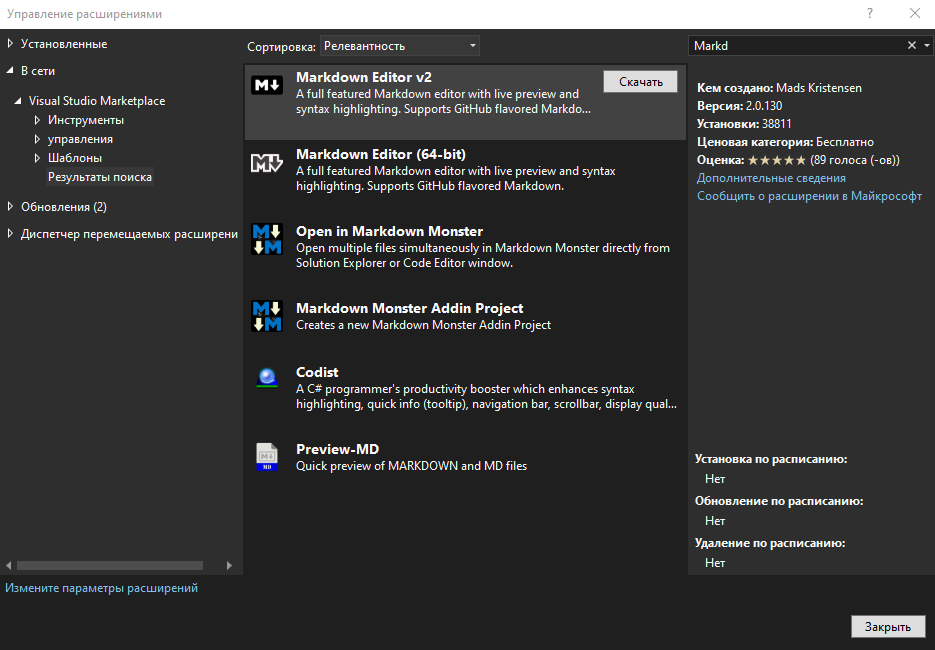 Управление расширениями
?
Установленные
В сети
Visual Studio Marketplace
Инструменты
управления
Шаблоны
Результаты поиска
Обновления (2)
Диспетчер перемещаемых расширени
Измените параметры расширений
Сортировка: Релевантность
Markdown Editor v2
Скачать
A full featured Markdown editor with live preview and
syntax highlighting. Supports GitHub flavored Markdo...
Markdown Editor (64-bit)
A full featured Markdown editor with live preview and syntax
highlighting. Supports GitHub flavored Markdown.
Open in Markdown Monster
Open multiple files simultaneously in Markdown Monster directly from
Solution Explorer or Code Editor window.
Markdown Monster Addin Project
Creates a new Markdown Monster Addin Project
Codist
A C# programmer's productivity booster which enhances syntax
highlighting, quick info (tooltip), navigation bar, scrollbar, display qual...
MD
Preview-MD
Quick preview of MARKDOWN and MD files
Markd
Кем создано: Mads Kristensen
Версия: 2.0.130
Установки: 38811
Ценовая категория: Бесплатно
Оценка: ★★★★★ (89 голоса (-ов))
Дополнительные сведения
Сообщить о расширении в Майкрософт
Установка по расписанию:
Нет
Обновление по расписанию:
Нет
Удаление по расписанию:
Нет
Закрыть